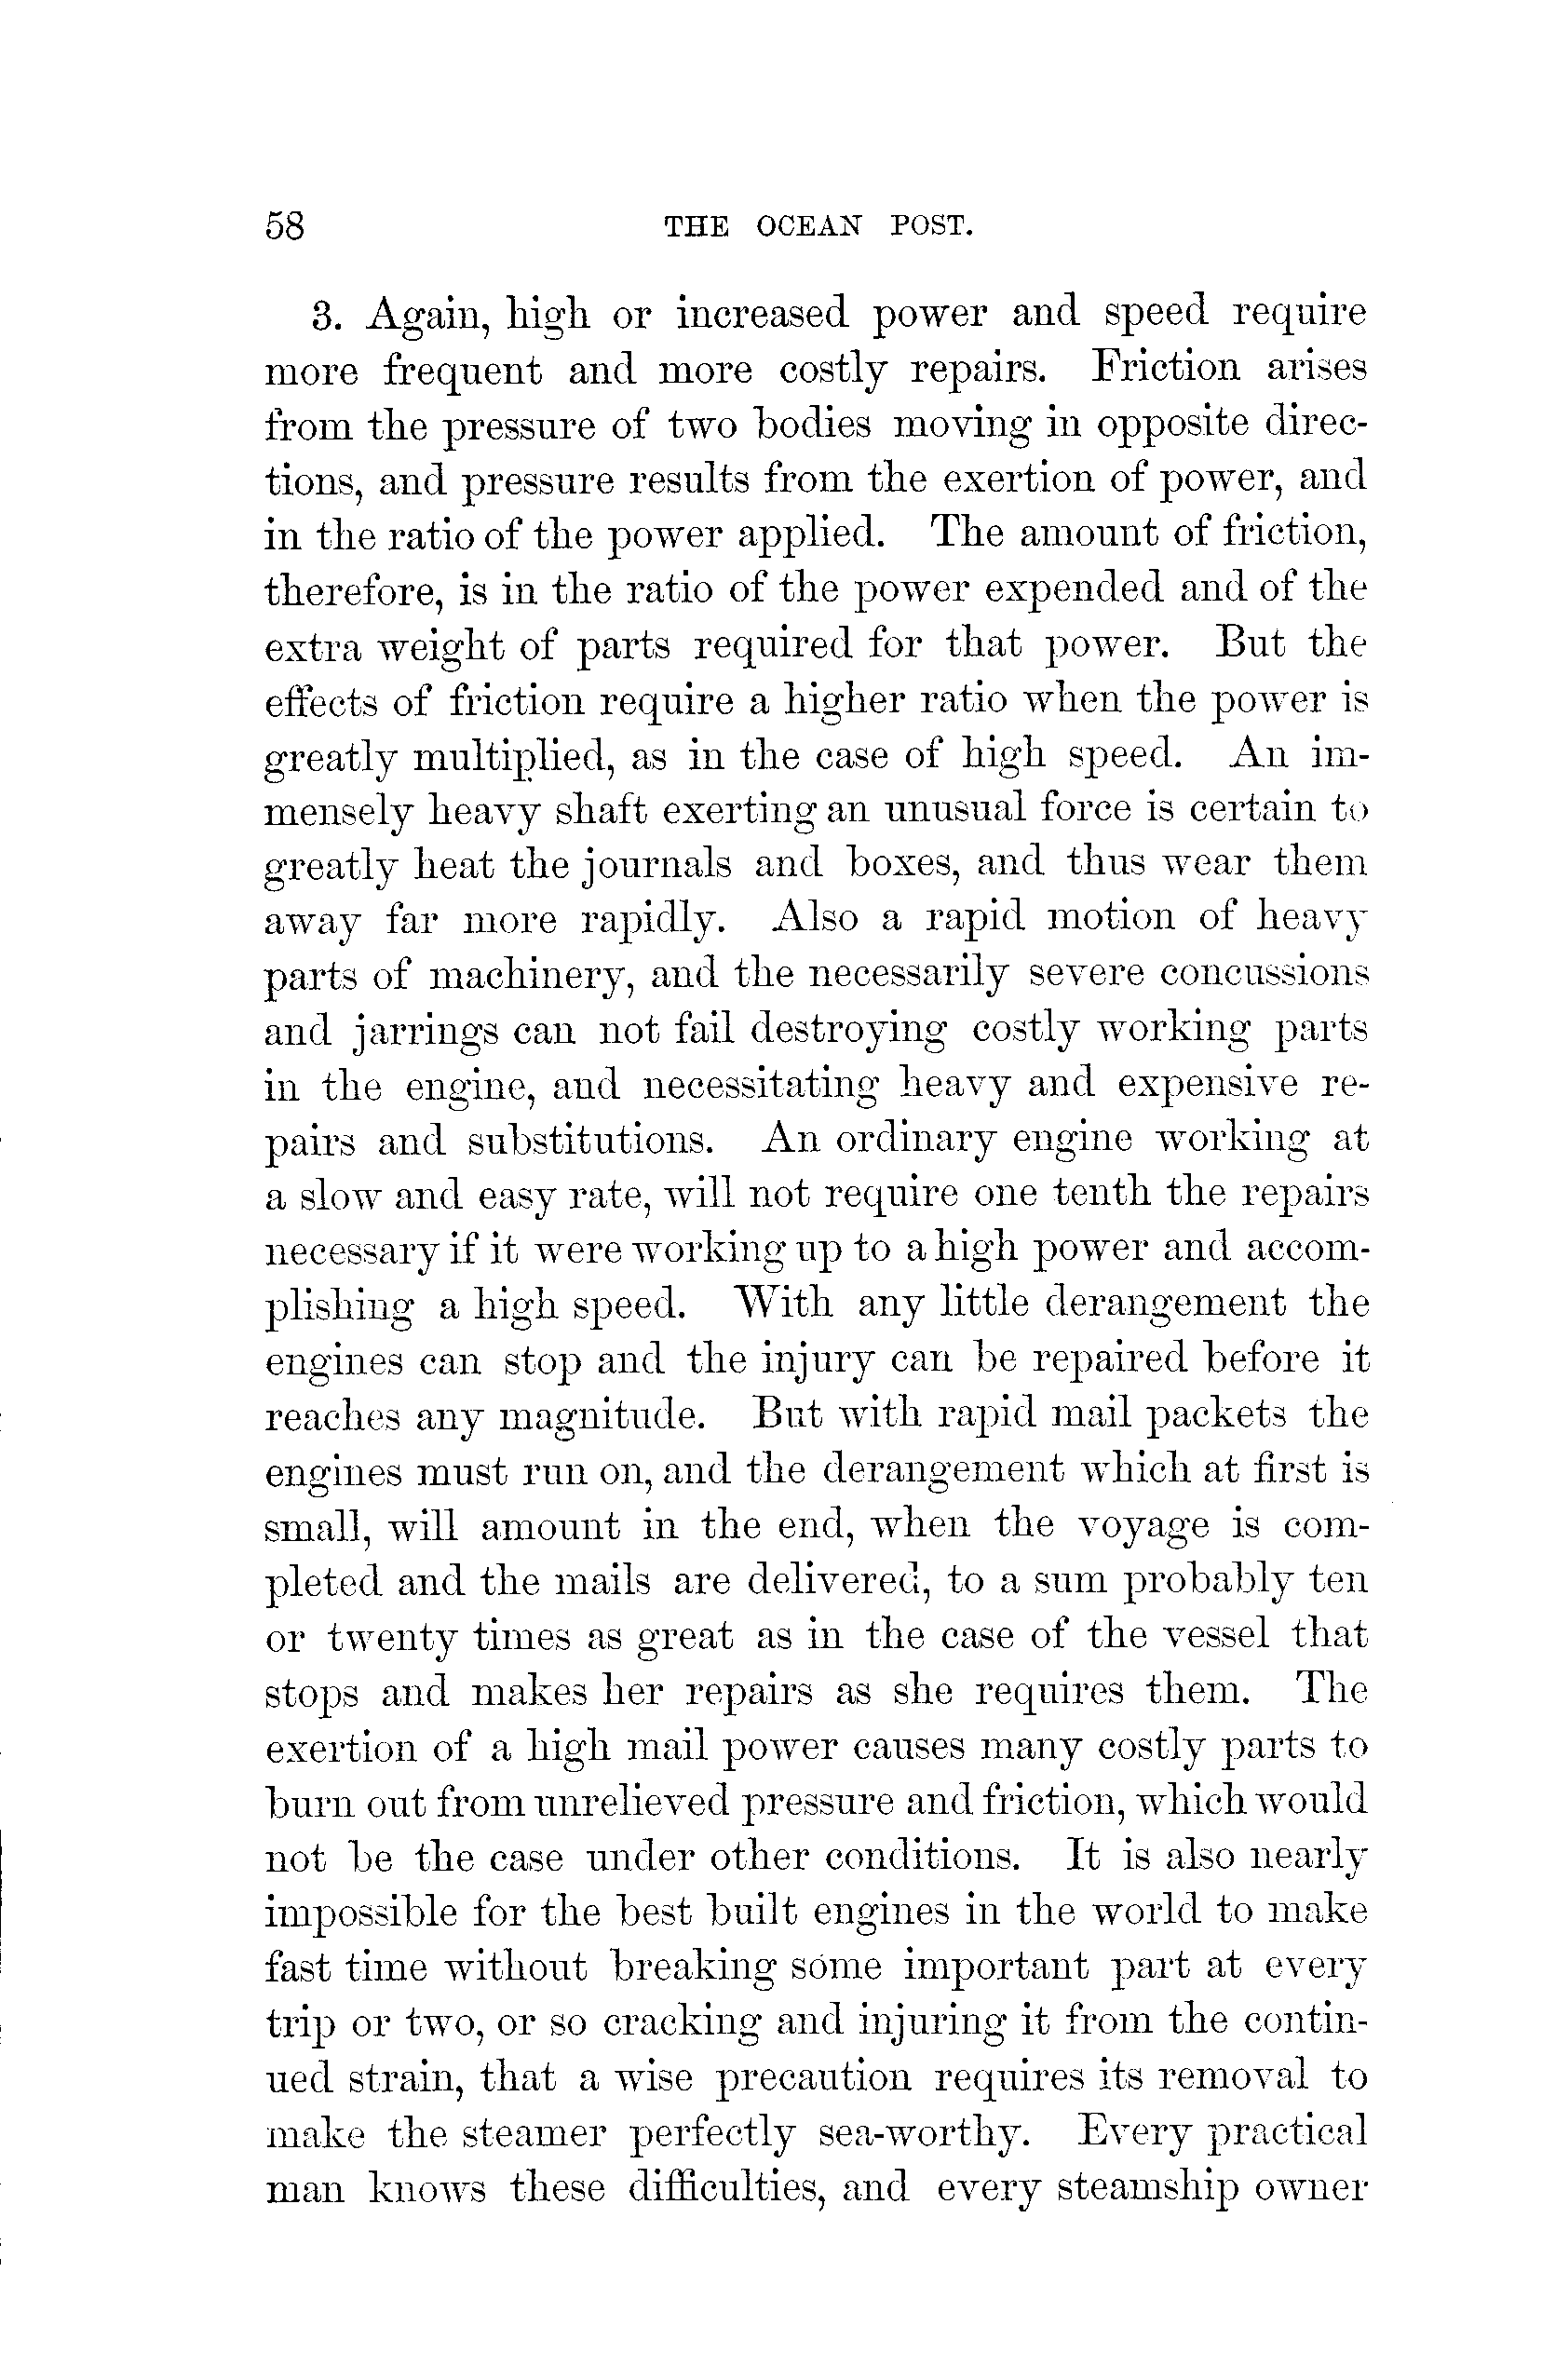 58 THE OCEAN POST.
3. Again, high or increased power and speed require
more frequent and more costly repairs. Friction arises
from the pressure of two bodies moving in opposite direc-
tions, and pressure results from the exertion of power, and
in the ratio of the power applied. The amount of friction,
therefore, is in the ratio of the power expended and of the
extra weight of parts required for that power. But the
effects of friction require a higher ratio when the power is
greatly multiplied, as in the case of high speed. An im-
mensely heavy shaft exerting an unusual force is certain to
greatly heat the journals and boxes, and thus wear them
away far more rapidly. Also a rapid motion of heavy
parts of machinery, and the necessarily severe concussions
and jarrings can not fail destroying costly working parts
in the engine, and necessitating heavy and expensive re-
pairs and substitutions. An ordinary engine working at
a slow and easy rate, will not require one tenth the repairs
necessary if it were working up to a high power and accom-
plishing a high speed. With any little derangement the
engines can stop and the injury can be repaired before it
reaches any magnitude. But with rapid mail packets the
engines must run on, and the derangement which at first is
small, will amount in the end, when the voyage is com-
pleted and the mails are delivered, to a sum probably ten
or twenty times as great as in the case of the vessel that
stops and makes her repairs as she requires them. The
exertion of a high mail power causes many costly parts to
burn out from unrelieved pressure and friction, which would
not be the case under other conditions. It is also nearly
impossible for the best built engines in the world to make
fast time without breaking some important part at every
trip or two, or so cracking and injuring it from the contin-
ued strain, that a wise precaution requires its removal to
make the steamer perfectly sea-worthy. Every practical
man knows these difficulties, and every steamship owner